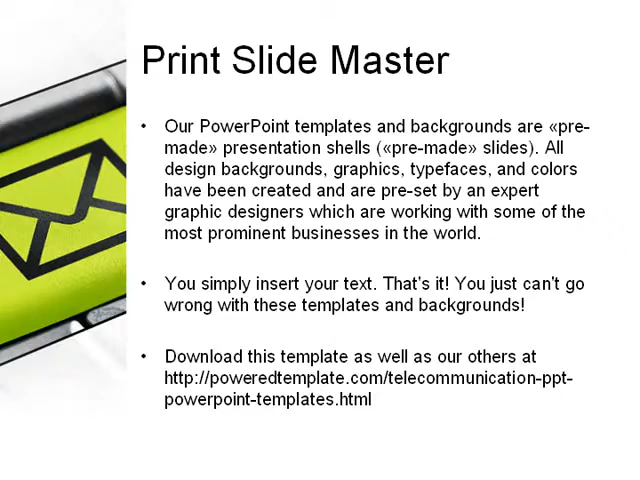 Print Slide Master
• Our PowerPoint templates and backgrounds are «pre-
made» presentation shells («pre-made» slides). All
design backgrounds, graphics, typefaces, and colors
have been created and are pre-set by an expert
graphic designers which are working with some of the
most prominent businesses in the world.
• You simply insert your text. That's it! You just can't go
wrong with these templates and backgrounds!
• Download this template as well as our others at
http://poweredtemplate.com/telecommunication-ppt-
powerpoint-templates.html